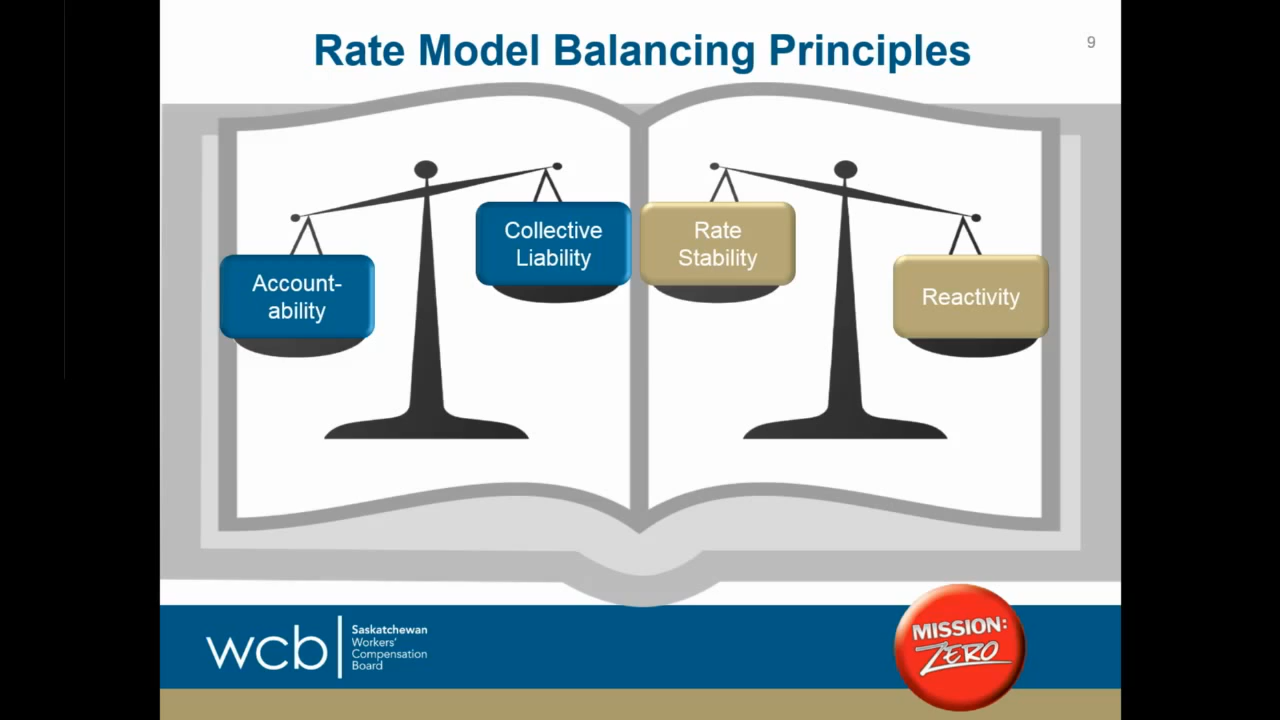 Rate Model Balancing Principles
9
Account-
ability
Collective
Liability
Rate
Stability
Reactivity
wcb
Saskatchewan
Workers'
Compensation
Board
MISSION:
ZERO